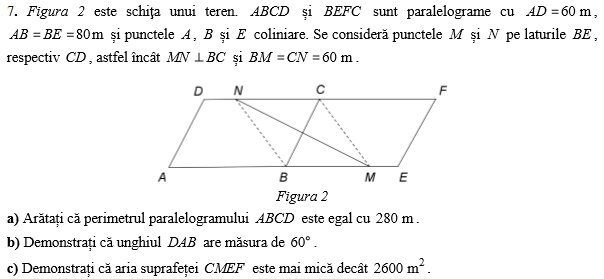 7. Figura 2 este schița unui teren. ABCD și BEFC sunt paralelograme cu AD = 60 m,
AB = BE = 80 m și punctele A, B și E coliniare. Se consideră punctele M și N pe laturile BE,
respectiv CD, astfel încât MN ⊥ BC și BM = CN = 60 m.
D N C F
A B M E
Figura 2
a) Arătați că perimetrul paralelogramului ABCD este egal cu 280 m.
b) Demonstrați că unghiul DAB are măsura de 60°.
c) Demonstrați că aria suprafeței CMEF este mai mică decât 2600 m².